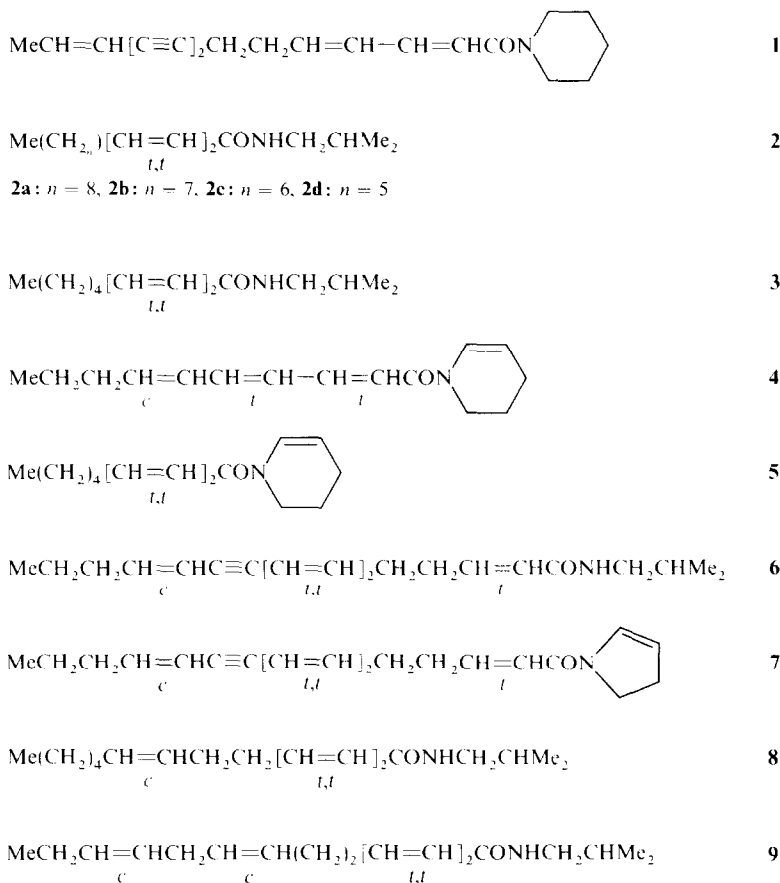 MeCH=CH[C≡C]₂CH₂CH₂CH=CH−CH=CHCON 1
Me(CH₂ₙ)[CH=CH]₂CONHCH₂CHMe₂ 2
t,t
2a: n = 8, 2b: n = 7, 2c: n = 6, 2d: n = 5
Me(CH₂)₄[CH=CH]₂CONHCH₂CHMe₂ 3
t,t
MeCH₂CH₂CH=CHCH=CH−CH=CHCON 4
c t t
Me(CH₂)₄[CH=CH]₂CON 5
t,t
MeCH₂CH₂CH=CHC≡C[CH=CH]₂CH₂CH₂CH=CHCONHCH₂CHMe₂ 6
c t,t t
MeCH₂CH₂CH=CHC≡C[CH=CH]₂CH₂CH₂CH=CHCON 7
c t,t t
Me(CH₂)₄CH=CHCH₂CH₂[CH=CH]₂CONHCH₂CHMe₂ 8
c t,t
MeCH₂CH=CHCH₂CH=CH(CH₂)₂[CH=CH]₂CONHCH₂CHMe₂ 9
c c t,t